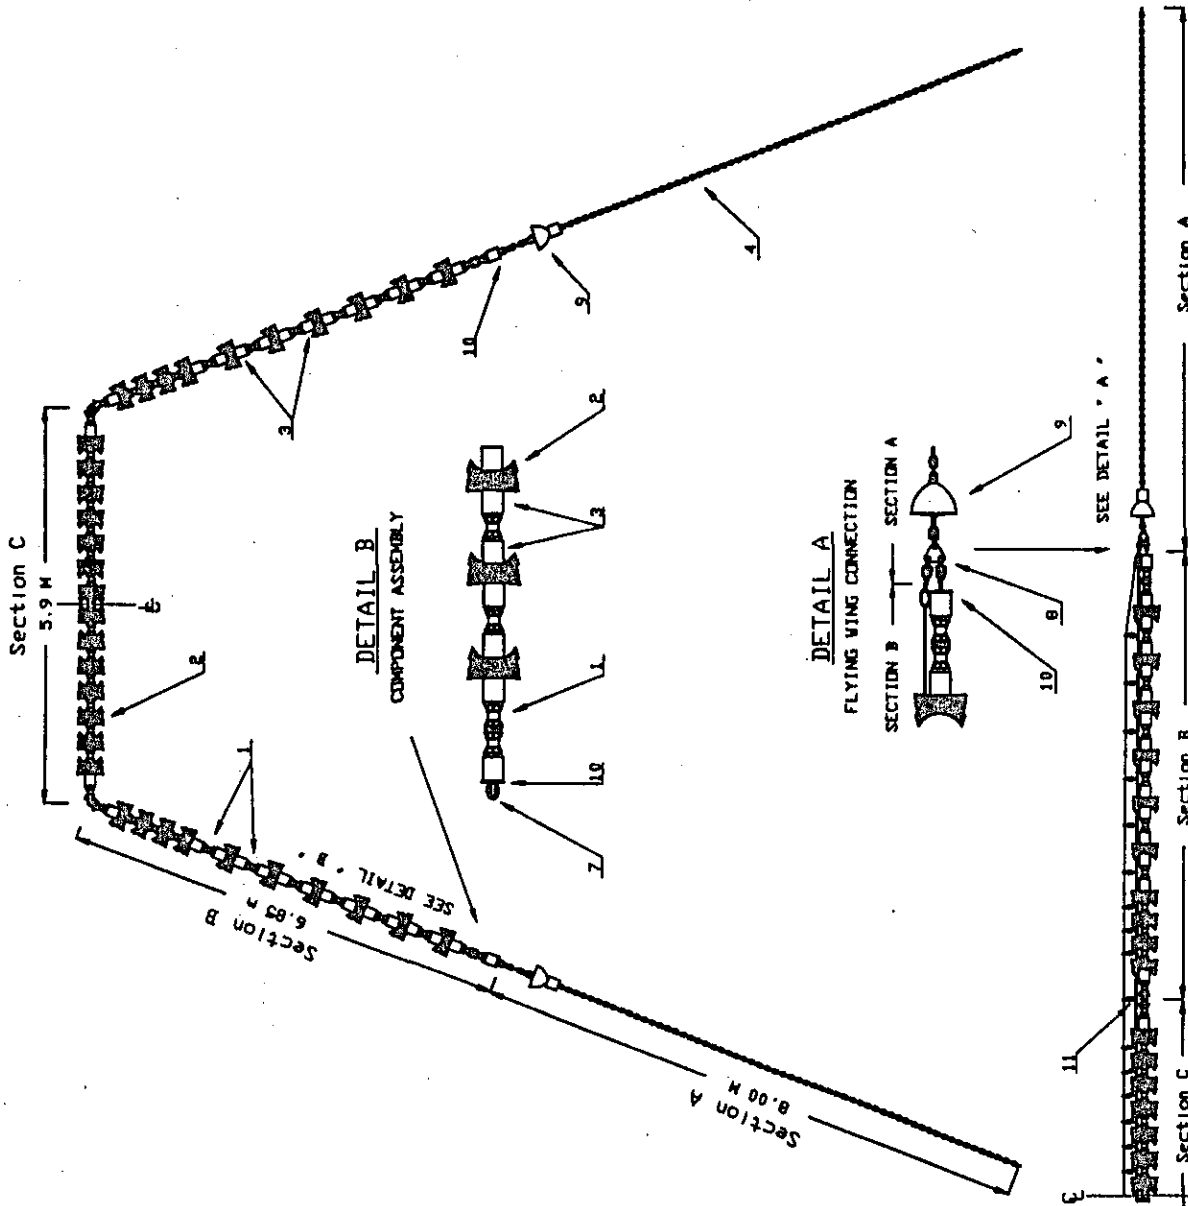 Section C
5.9 M
℄
2
1
3
4
9
10
SEE DETAIL ' B '
6.85 M
Section B
8.00 M
Section A
DETAIL B
COMPONENT ASSEMBLY
2
3
1
10
7
DETAIL A
FLYING WING CONNECTION
SECTION B
SECTION A
9
8
10
SEE DETAIL " A "
11
℄
Section C
Section B
Section A